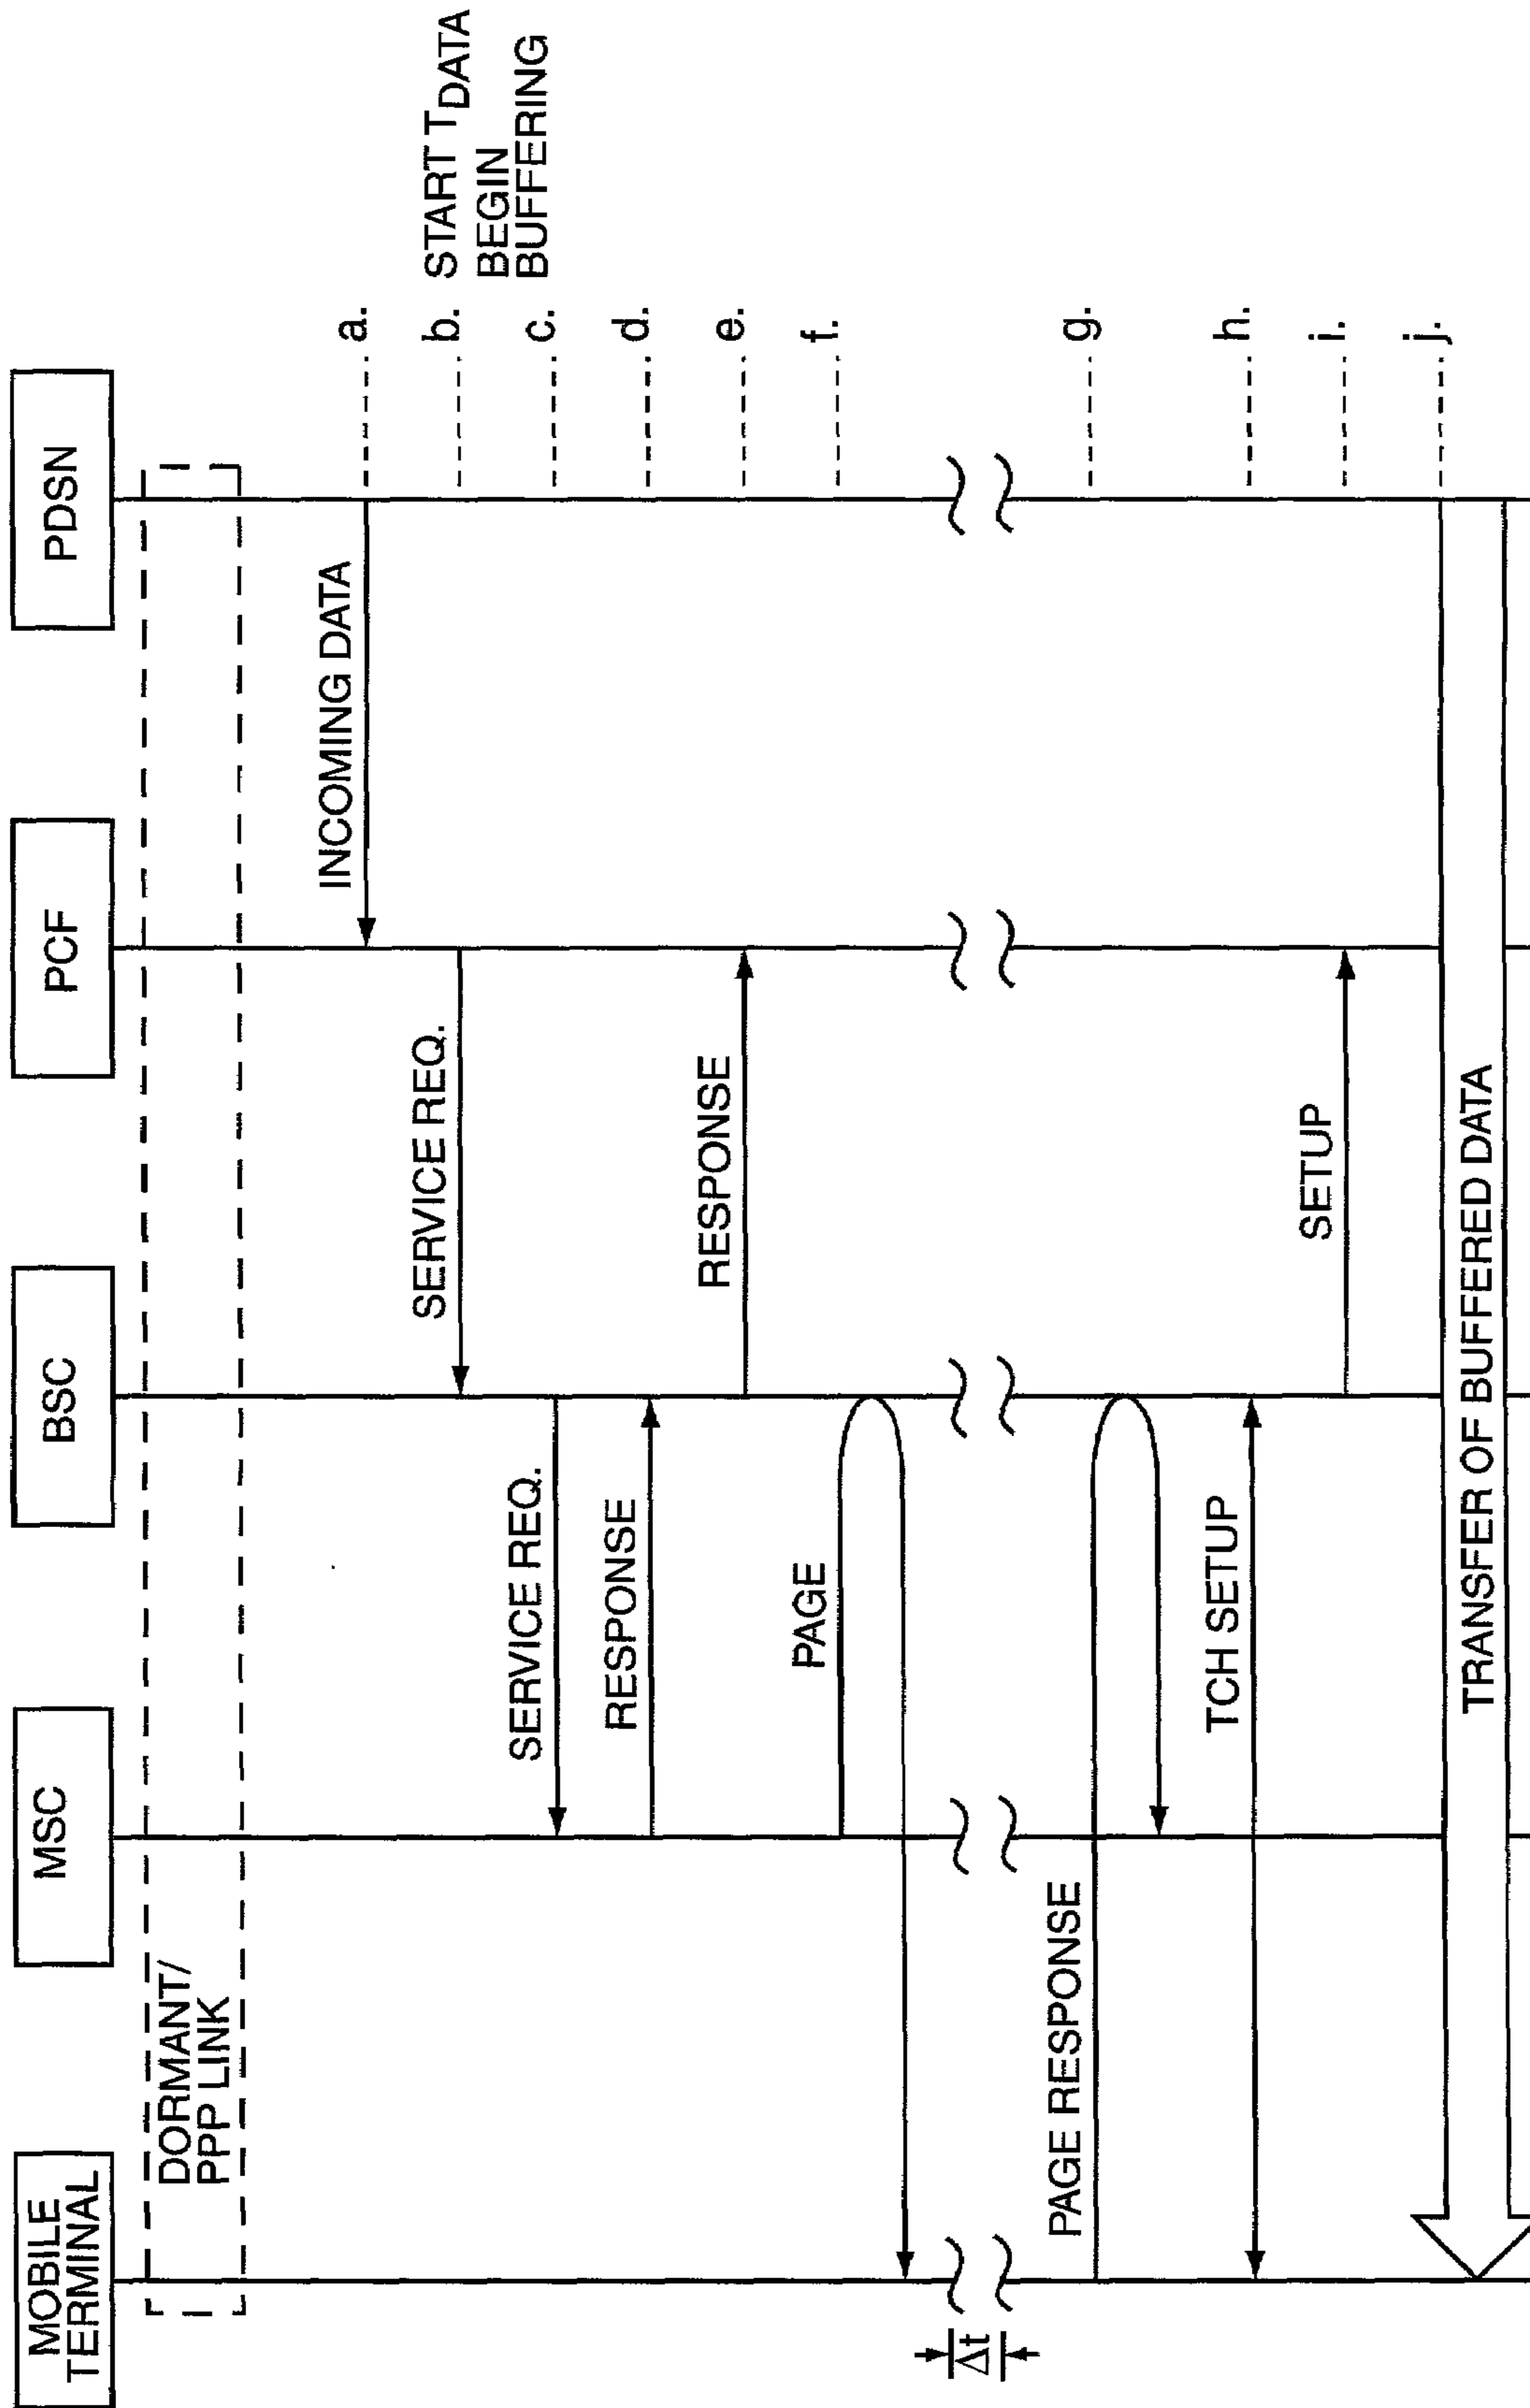 MOBILE
TERMINAL
MSC
BSC
PCF
PDSN
DORMANT/
PPP LINK
INCOMING DATA
a.
SERVICE REQ.
b.
START TDATA
BEGIN
BUFFERING
SERVICE REQ.
c.
RESPONSE
d.
RESPONSE
e.
PAGE
f.
Δt
PAGE RESPONSE
g.
TCH SETUP
h.
SETUP
i.
TRANSFER OF BUFFERED DATA
j.